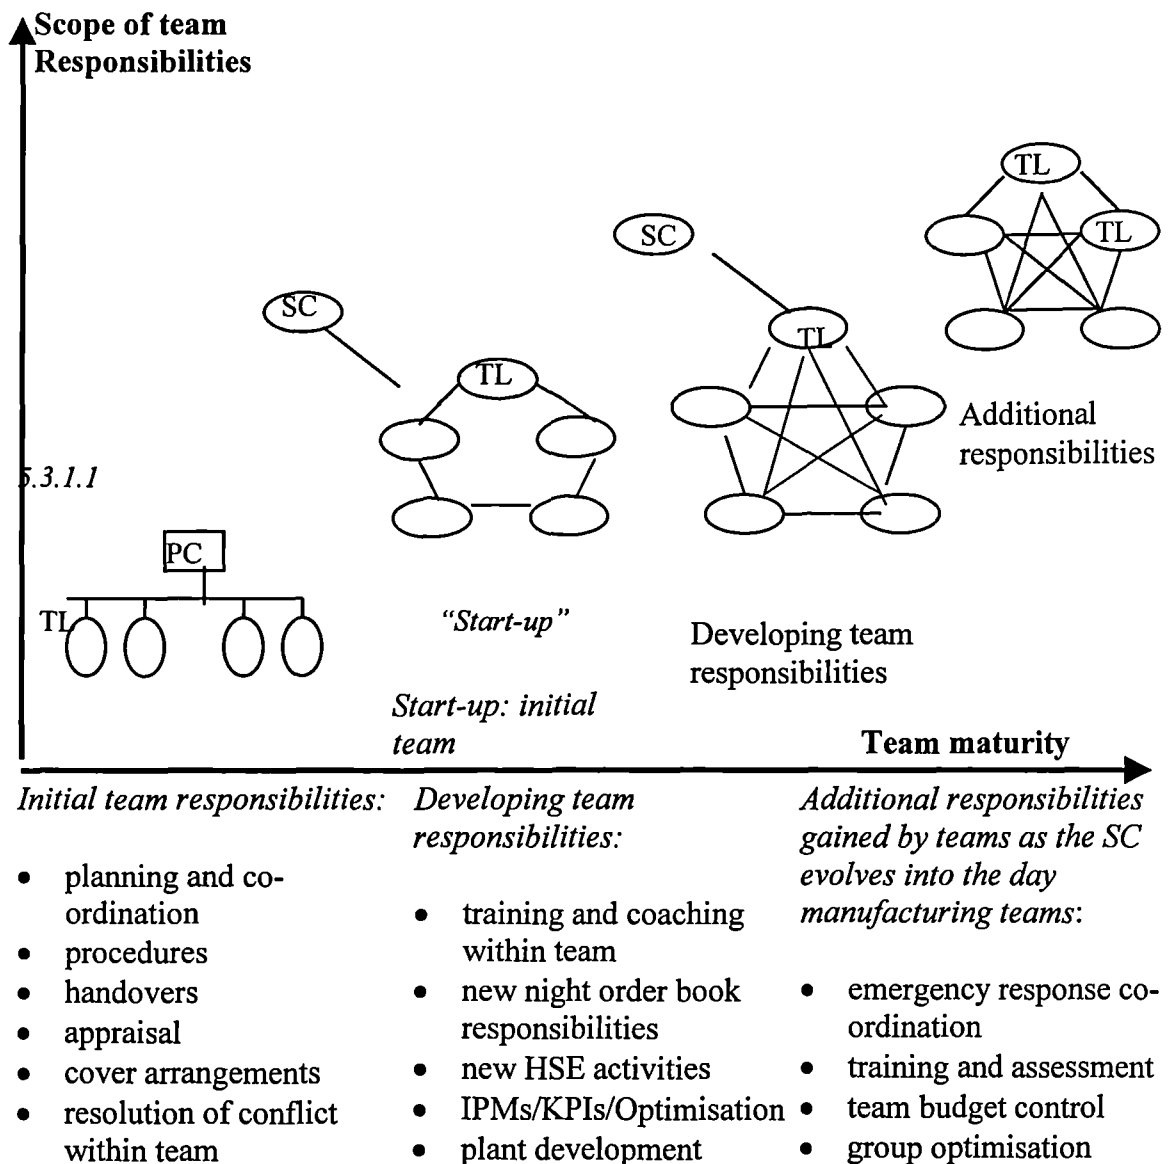 Scope of team
Responsibilities
TL
SC
TL
SC
TL
TL
Additional
responsibilities
5.3.1.1
PC
TL
“Start-up”
Developing team
responsibilities
Start-up: initial
team
Team maturity
Initial team responsibilities:
• planning and co-
ordination
• procedures
• handovers
• appraisal
• cover arrangements
• resolution of conflict
within team
Developing team
responsibilities:
• training and coaching
within team
• new night order book
responsibilities
• new HSE activities
• IPMs/KPIs/Optimisation
• plant development
Additional responsibilities
gained by teams as the SC
evolves into the day
manufacturing teams:
• emergency response co-
ordination
• training and assessment
• team budget control
• group optimisation